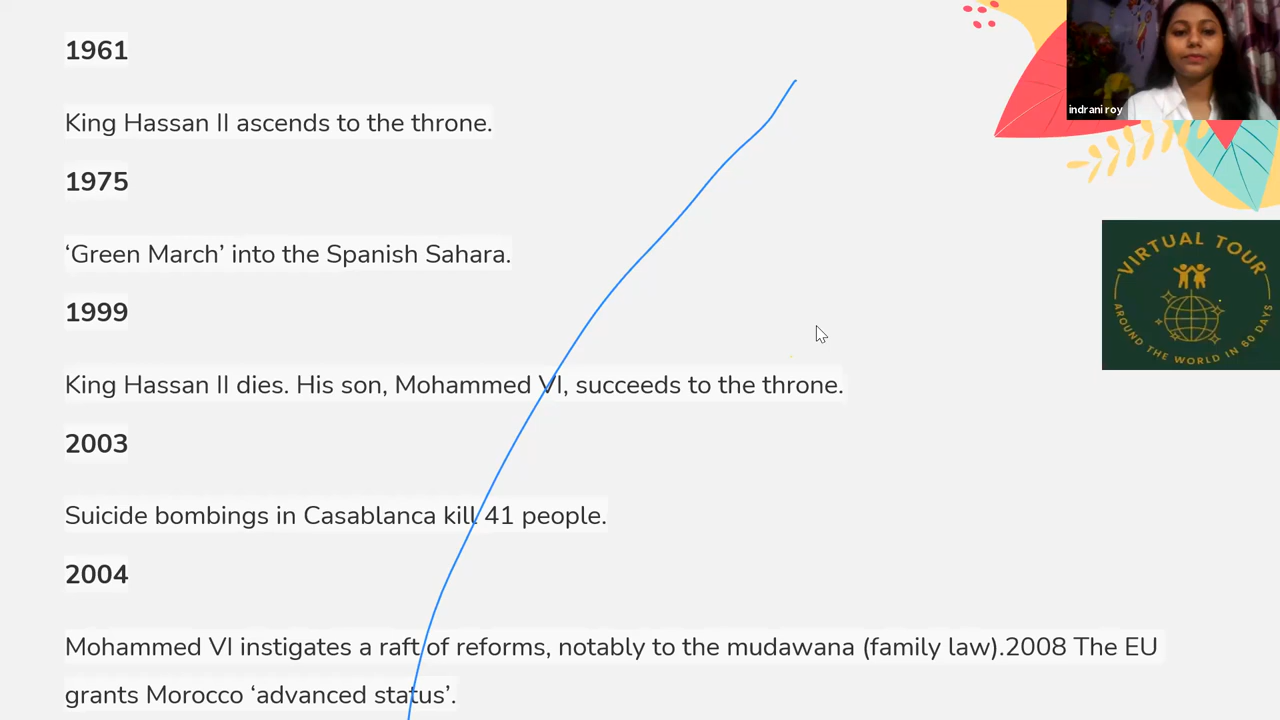 1961
King Hassan II ascends to the throne.
1975
‘Green March’ into the Spanish Sahara.
1999
King Hassan II dies. His son, Mohammed VI, succeeds to the throne.
2003
Suicide bombings in Casablanca kill 41 people.
2004
Mohammed VI instigates a raft of reforms, notably to the mudawana (family law).2008 The EU
grants Morocco ‘advanced status’.
indrani roy
VIRTUAL TOUR
AROUND THE WORLD IN 60 DAYS